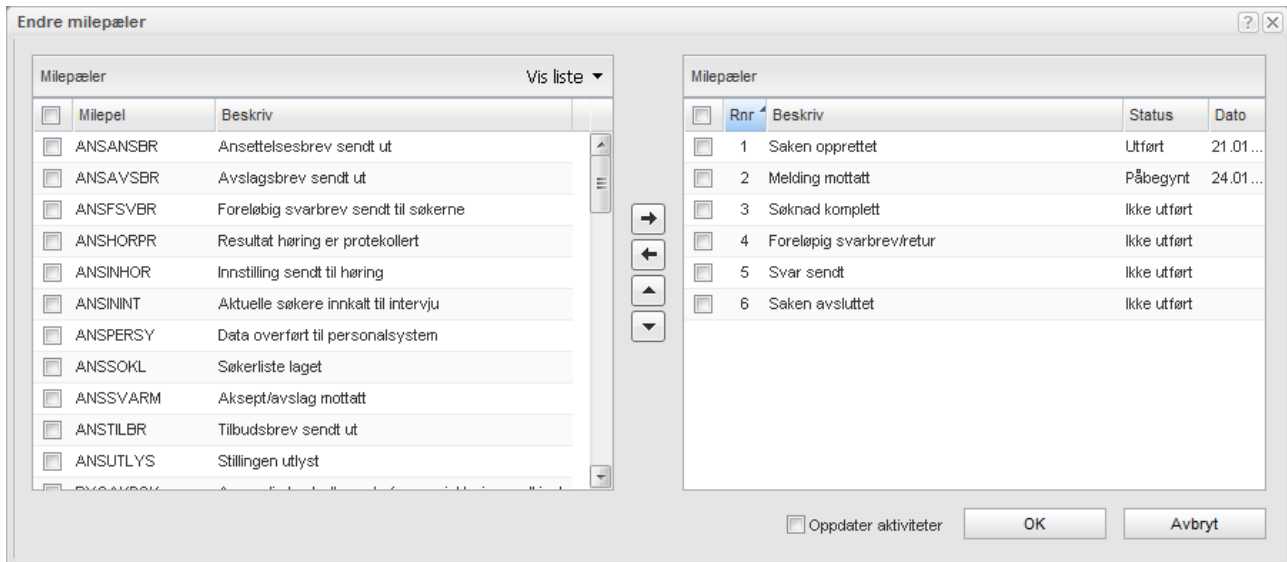 Endre milepæler
Milepæler Vis liste
Milepel Beskriv
ANSANSBR Ansettelsesbrev sendt ut
ANSAVSBR Avslagsbrev sendt ut
ANSFSVBR Foreløbig svarbrev sendt til søkerne
ANSHORPR Resultat høring er protekollert
ANSINHOR Innstilling sendt til høring
ANSININT Aktuelle søkere innkalt til intervju
ANSPERSY Data overført til personalsystem
ANSSOKL Søkerliste laget
ANSSVARM Aksept/avslag mottatt
ANSTILBR Tilbudsbrev sendt ut
ANSUTLYS Stillingen utlyst
Milepæler
Rnr Beskriv Status Dato
1 Saken opprettet Utført 21.01...
2 Melding mottatt Påbegynt 24.01...
3 Søknad komplett Ikke utført
4 Foreløpig svarbrev/retur Ikke utført
5 Svar sendt Ikke utført
6 Saken avsluttet Ikke utført
Oppdater aktiviteter OK Avbryt